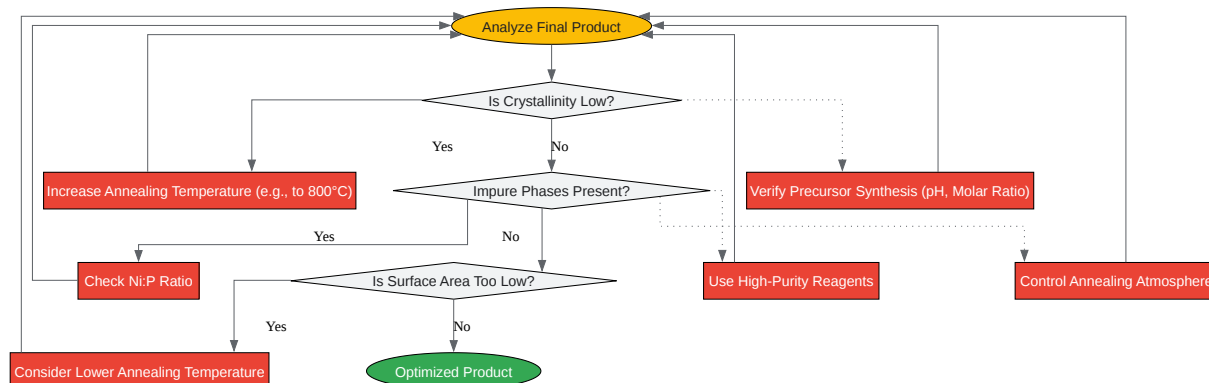 Analyze Final Product
Is Crystallinity Low?
Yes
No
Increase Annealing Temperature (e.g., to 800°C)
Impure Phases Present?
Verify Precursor Synthesis (pH, Molar Ratio)
Yes
No
Check Ni:P Ratio
Is Surface Area Too Low?
Use High-Purity Reagents
Control Annealing Atmosphere
Yes
No
Consider Lower Annealing Temperature
Optimized Product